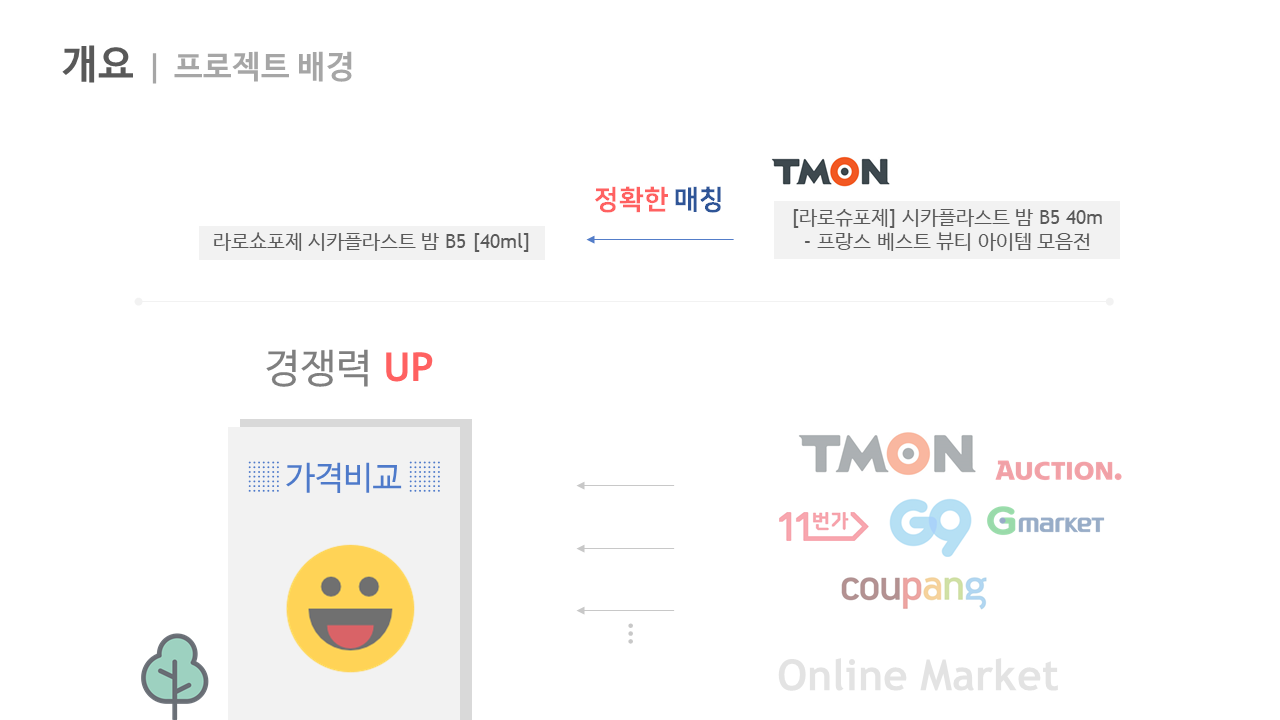 개요 | 프로젝트 배경
TMON
정확한 매칭
라로쇼포제 시카플라스트 밤 B5 [40ml]
[라로슈포제] 시카플라스트 밤 B5 40m
- 프랑스 베스트 뷰티 아이템 모음전
경쟁력 UP
가격비교
TMON
AUCTION.
11번가
G9
Gmarket
coupang
Online Market